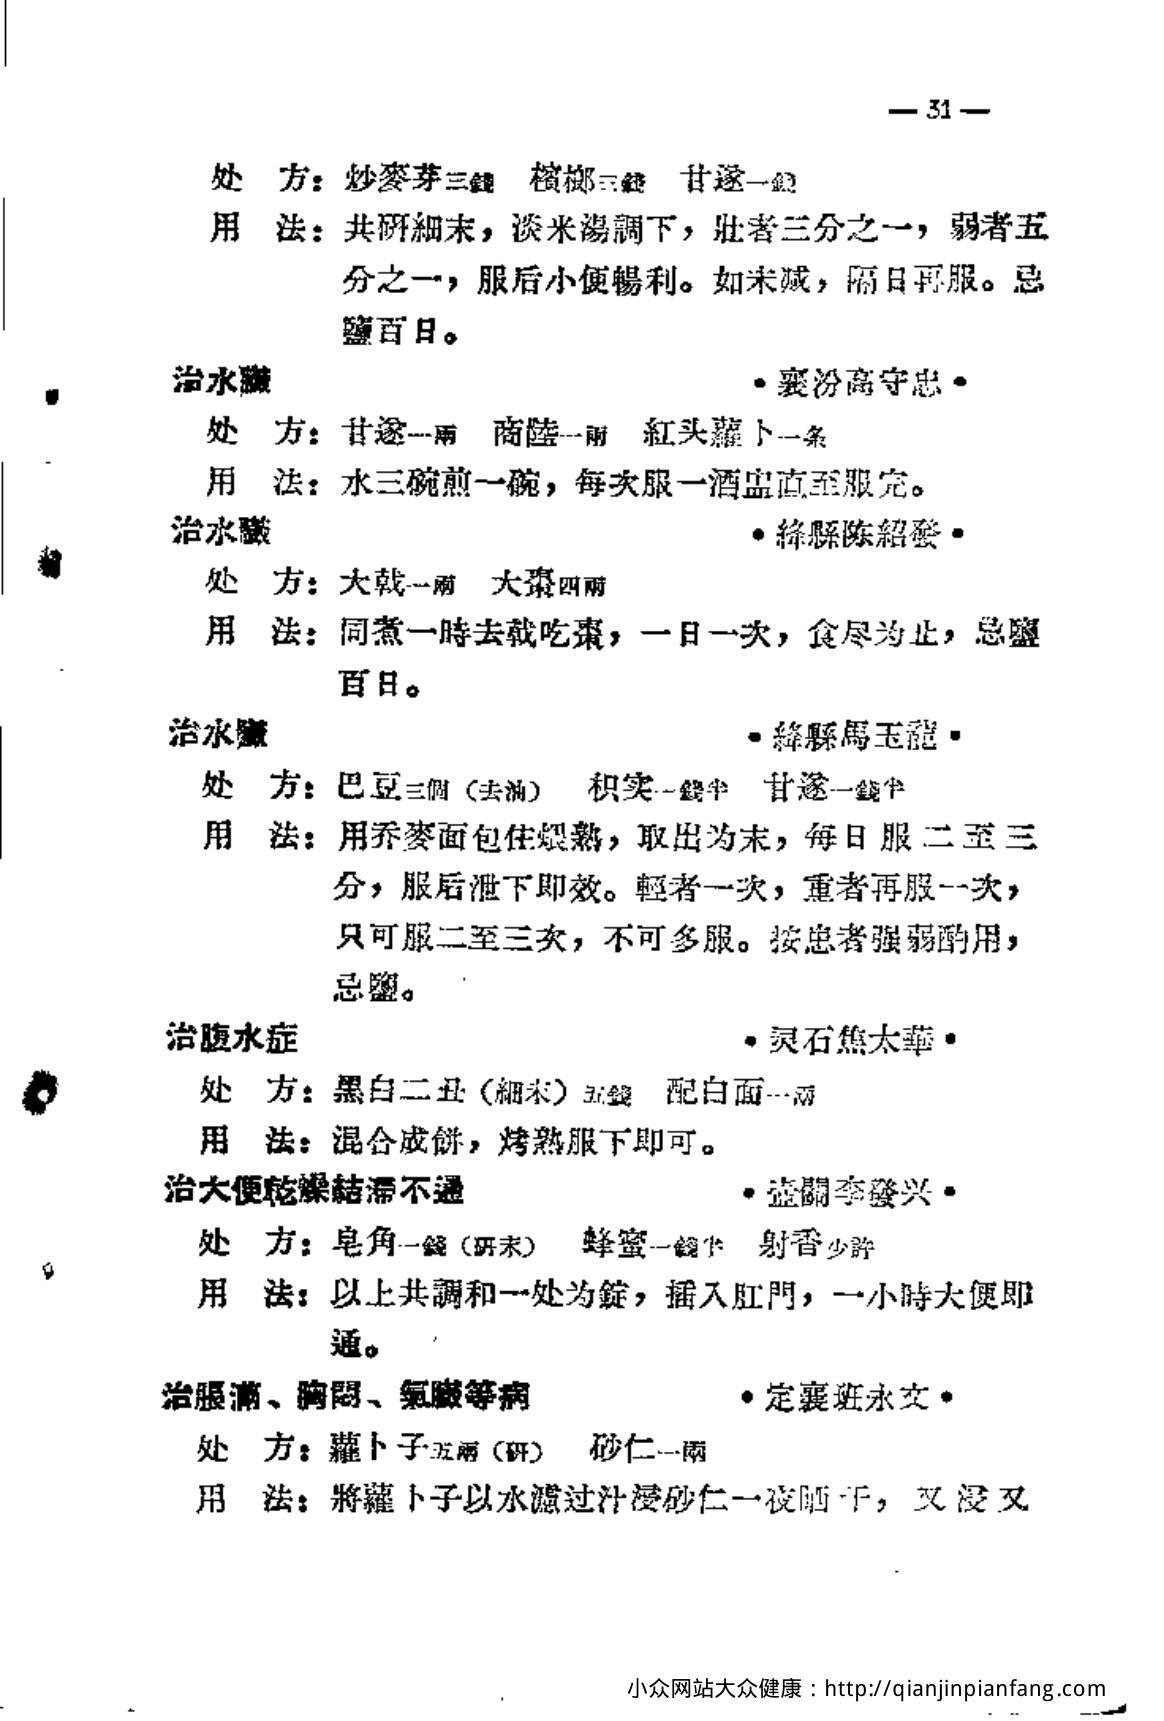 — 31 —
处　方：炒麥芽三錢　檳榔三錢　甘遂一錢
用　法：共研細末，淡米湯調下，壯者三分之一，弱者五
分之一，服后小便暢利。如未减，隔日再服。忌
鹽百日。
治水臌　•襄汾高守忠•
处　方：甘遂一兩　商陸一兩　紅头蘿卜一条
用　法：水三碗煎一碗，每次服一酒盅直至服完。
治水臌　•絳縣陈紹發•
处　方：大戟一兩　大棗四兩
用　法：同煮一時去戟吃棗，一日一次，食尽为止，忌鹽
百日。
治水臌　•絳縣馬玉龍•
处　方：巴豆三個（去油）　枳实一錢半　甘遂一錢半
用　法：用乔麥面包住煨熟，取出为末，每日服二至三
分，服后泄下即效。輕者一次，重者再服一次，
只可服二至三次，不可多服。按患者强弱酌用，
忌鹽。
治腹水症　•灵石焦太華•
处　方：黑白二丑（細末）五錢　配白面一兩
用　法：混合成餅，烤熟服下即可。
治大便乾燥結滯不通　•壶關李發兴•
处　方：皂角一錢（研末）　蜂蜜一錢半　射香少許
用　法：以上共調和一处为錠，插入肛門，一小時大便即
通。
治脹滿、胸悶、氣臌等病　•定襄班永文•
处　方：蘿卜子五兩（研）　砂仁一兩
用　法：將蘿卜子以水濾过汁浸砂仁一夜晒干，又浸又
小众网站大众健康：http://qianjinpianfang.com